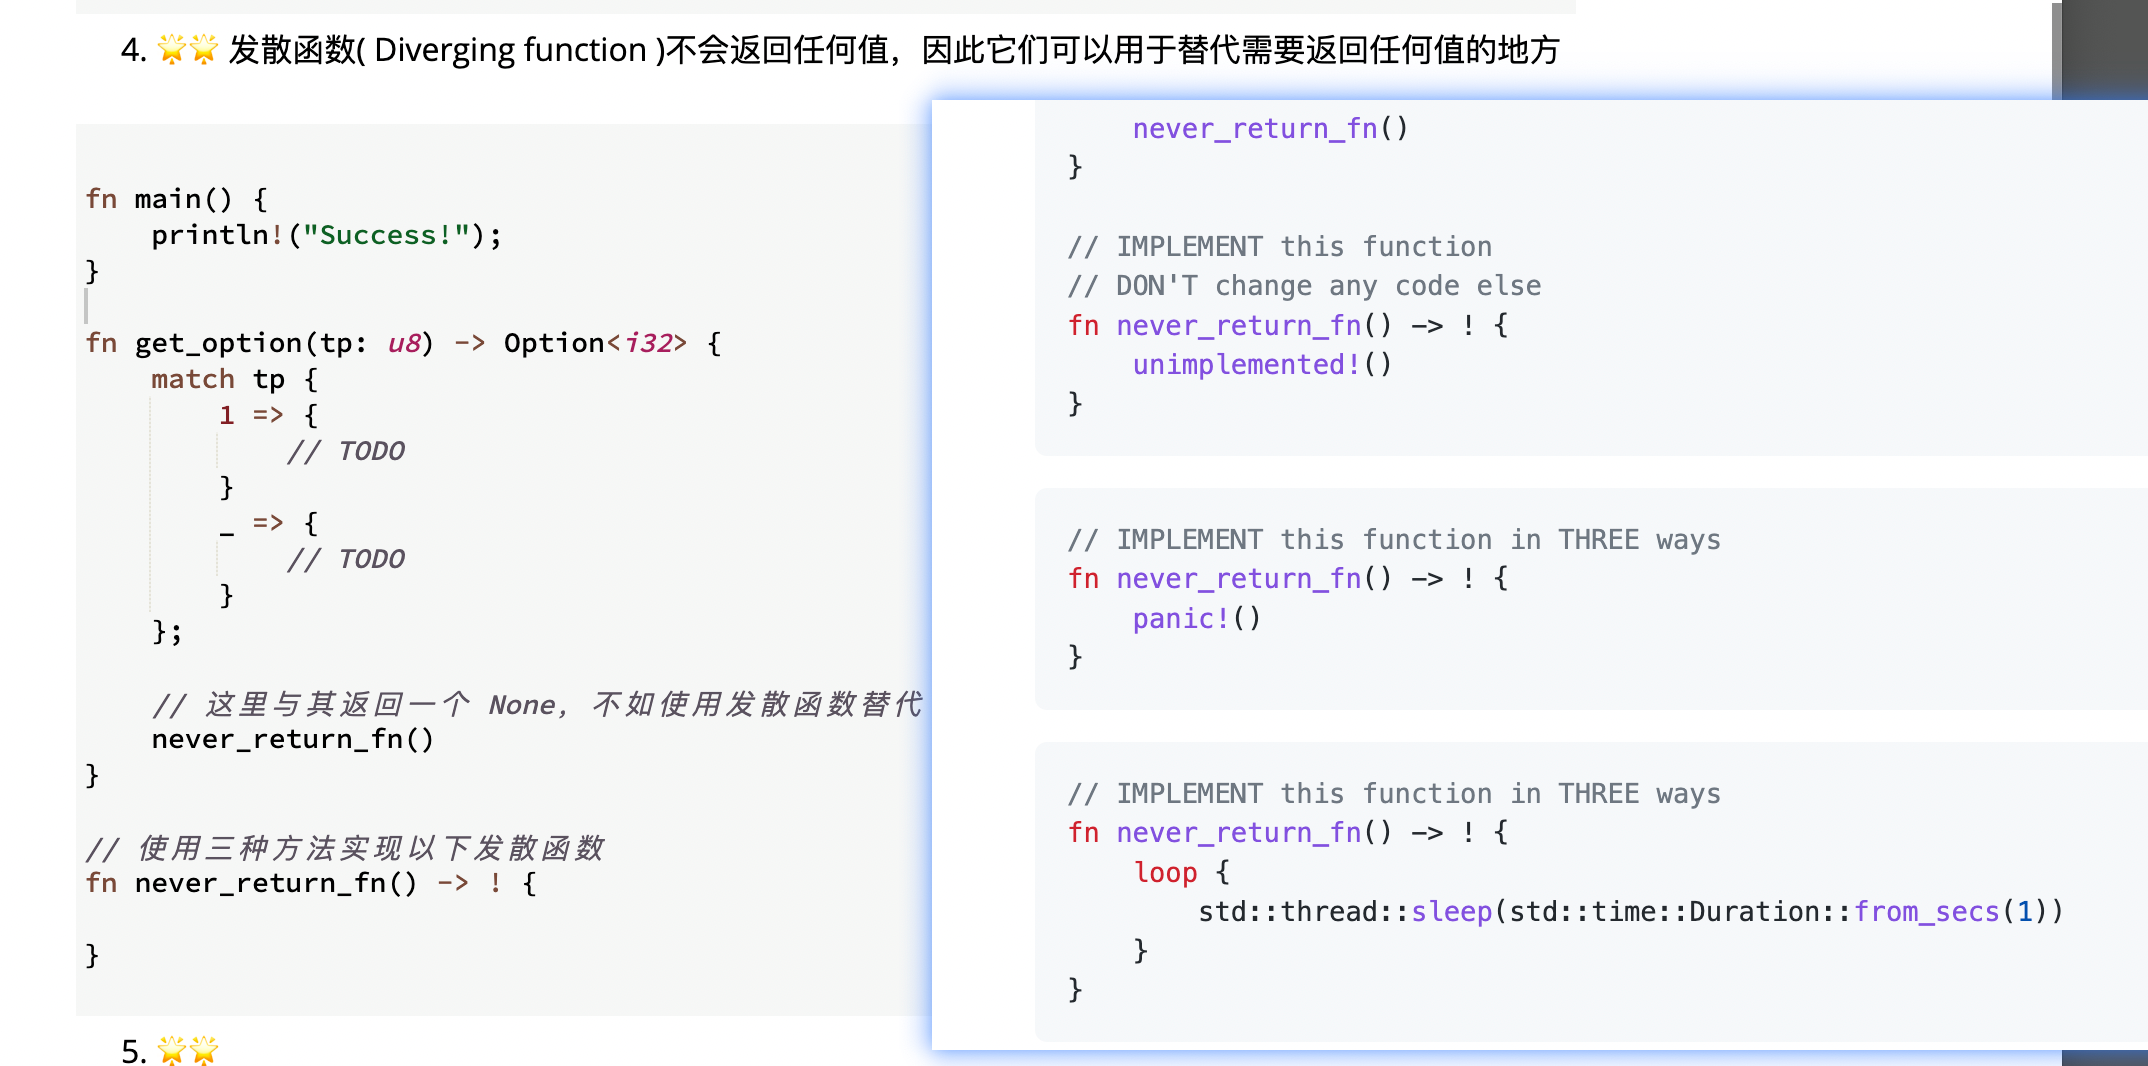 4. 🌟🌟 发散函数( Diverging function )不会返回任何值，因此它们可以用于替代需要返回任何值的地方
fn main() {
    println!("Success!");
}
fn get_option(tp: u8) -> Option<i32> {
    match tp {
        1 => {
            // TODO
        }
        _ => {
            // TODO
        }
    };
    // 这里与其返回一个 None，不如使用发散函数替代
    never_return_fn()
}
// 使用三种方法实现以下发散函数
fn never_return_fn() -> ! {
}
5. 🌟🌟
    never_return_fn()
}
// IMPLEMENT this function
// DON'T change any code else
fn never_return_fn() -> ! {
    unimplemented!()
}
// IMPLEMENT this function in THREE ways
fn never_return_fn() -> ! {
    panic!()
}
// IMPLEMENT this function in THREE ways
fn never_return_fn() -> ! {
    loop {
        std::thread::sleep(std::time::Duration::from_secs(1))
    }
}